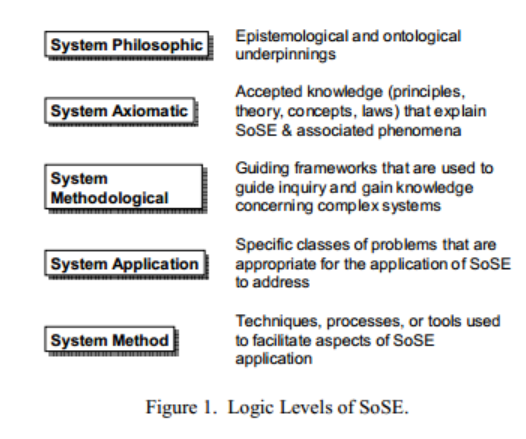 System Philosophic
Epistemological and ontological
underpinnings
System Axiomatic
Accepted knowledge (principles,
theory, concepts, laws) that explain
SoSE & associated phenomena
System
Methodological
Guiding frameworks that are used to
guide inquiry and gain knowledge
concerning complex systems
System Application
Specific classes of problems that are
appropriate for the application of SoSE
to address
System Method
Techniques, processes, or tools used
to facilitate aspects of SoSE
application
Figure 1. Logic Levels of SoSE.